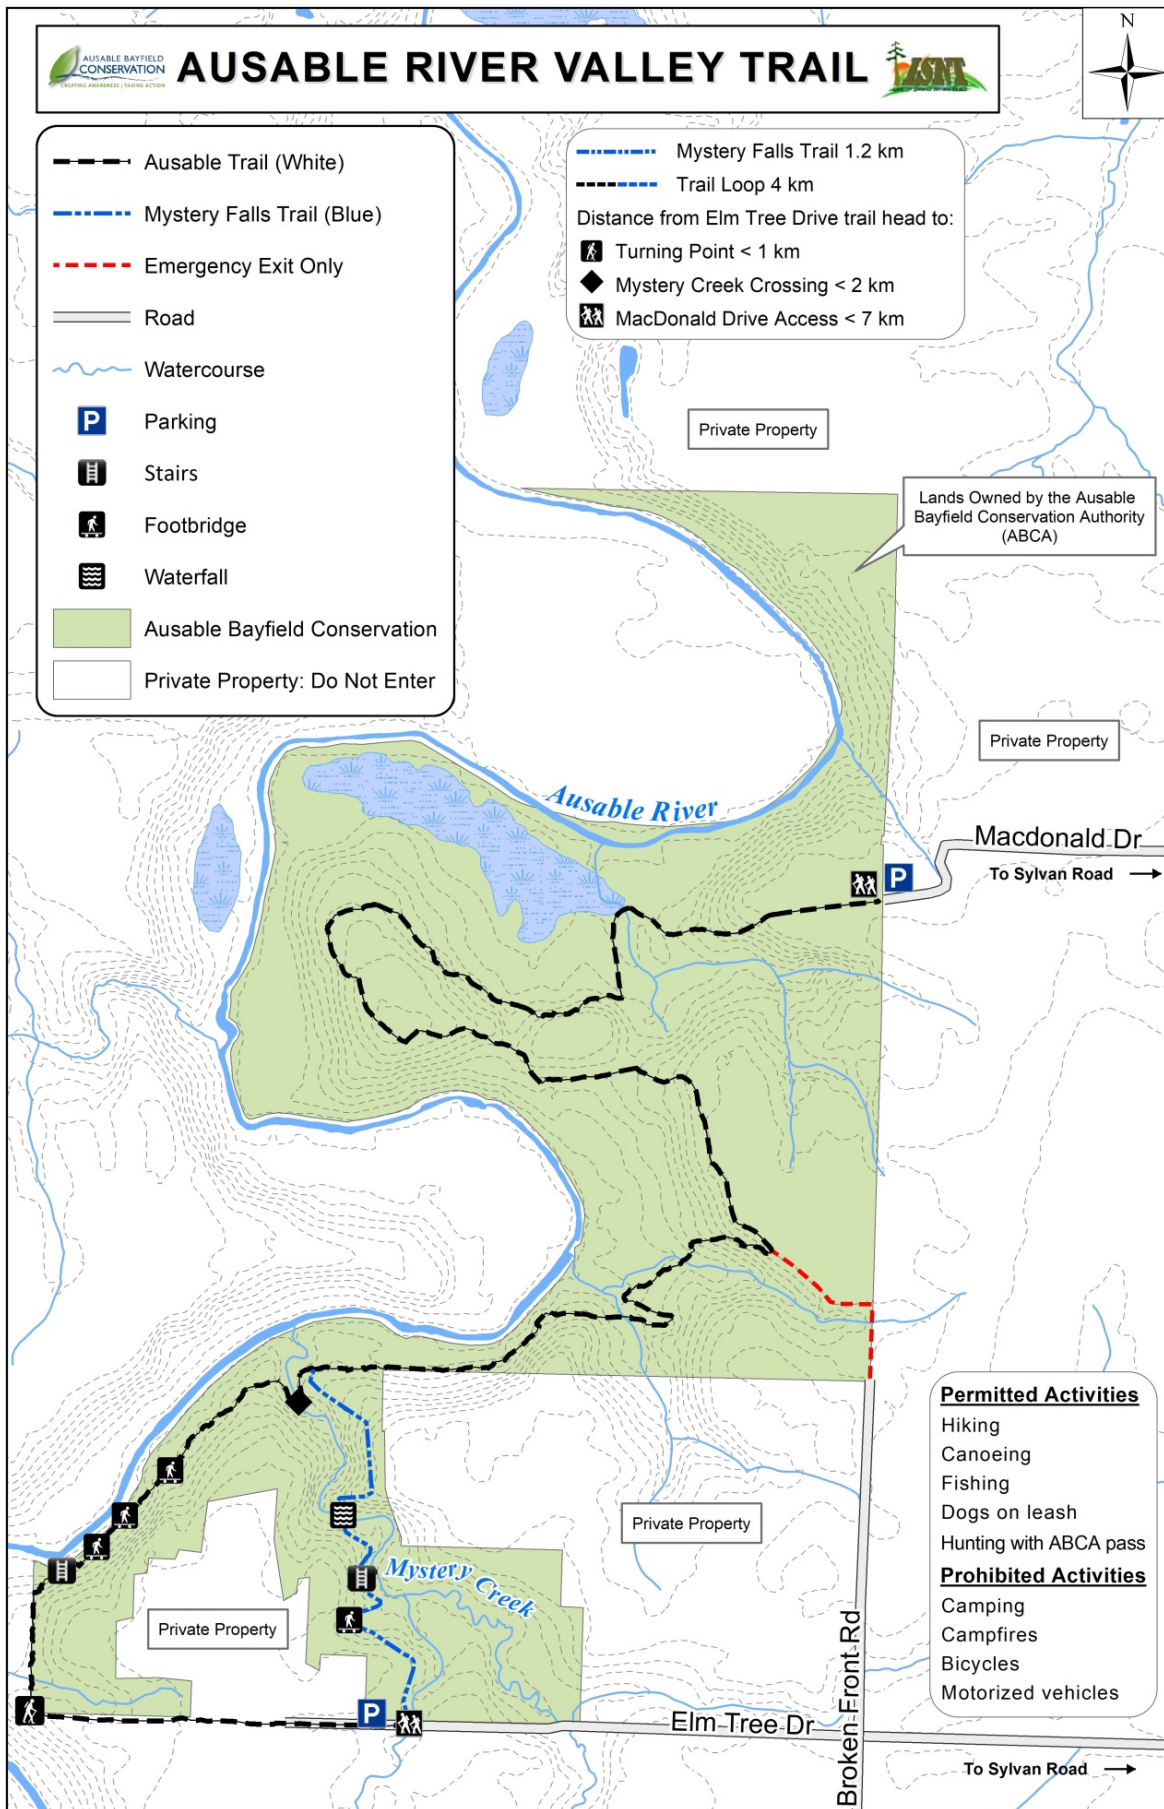 N
AUSABLE BAYFIELD
CONSERVATION
CREATING AWARENESS | TAKING ACTION
AUSABLE RIVER VALLEY TRAIL
LSNT
Ausable Trail (White)
Mystery Falls Trail (Blue)
Emergency Exit Only
Road
Watercourse
P
Parking
Stairs
Footbridge
Waterfall
Ausable Bayfield Conservation
Private Property: Do Not Enter
Mystery Falls Trail 1.2 km
Trail Loop 4 km
Distance from Elm Tree Drive trail head to:
Turning Point < 1 km
Mystery Creek Crossing < 2 km
MacDonald Drive Access < 7 km
Private Property
Lands Owned by the Ausable
Bayfield Conservation Authority
(ABCA)
Private Property
Ausable River
Macdonald Dr
To Sylvan Road
P
Permitted Activities
Hiking
Canoeing
Fishing
Dogs on leash
Hunting with ABCA pass
Prohibited Activities
Camping
Campfires
Bicycles
Motorized vehicles
Private Property
Mystery Creek
Private Property
P
Elm Tree Dr
Broken Front Rd
To Sylvan Road